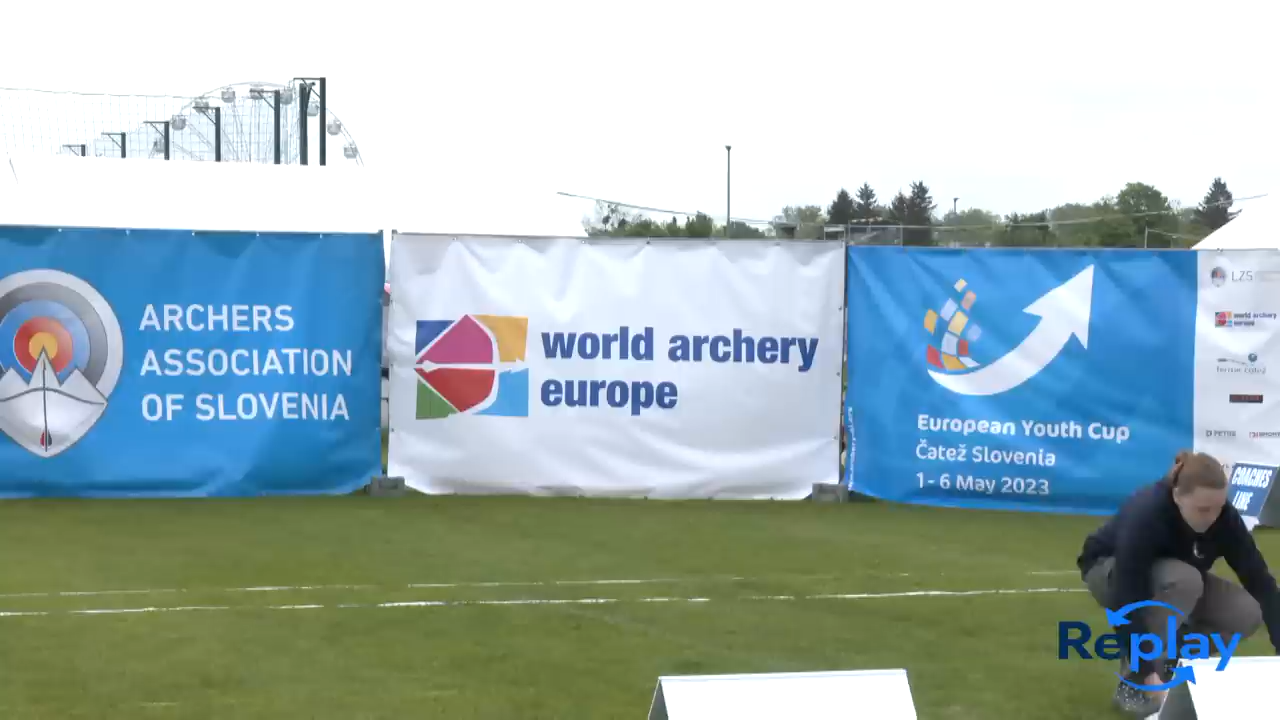 ARCHERS
ASSOCIATION
OF SLOVENIA
world archery
europe
European Youth Cup
Čatež Slovenia
1-6 May 2023
LZS
world archery
europe
COACHES
LINE
Replay